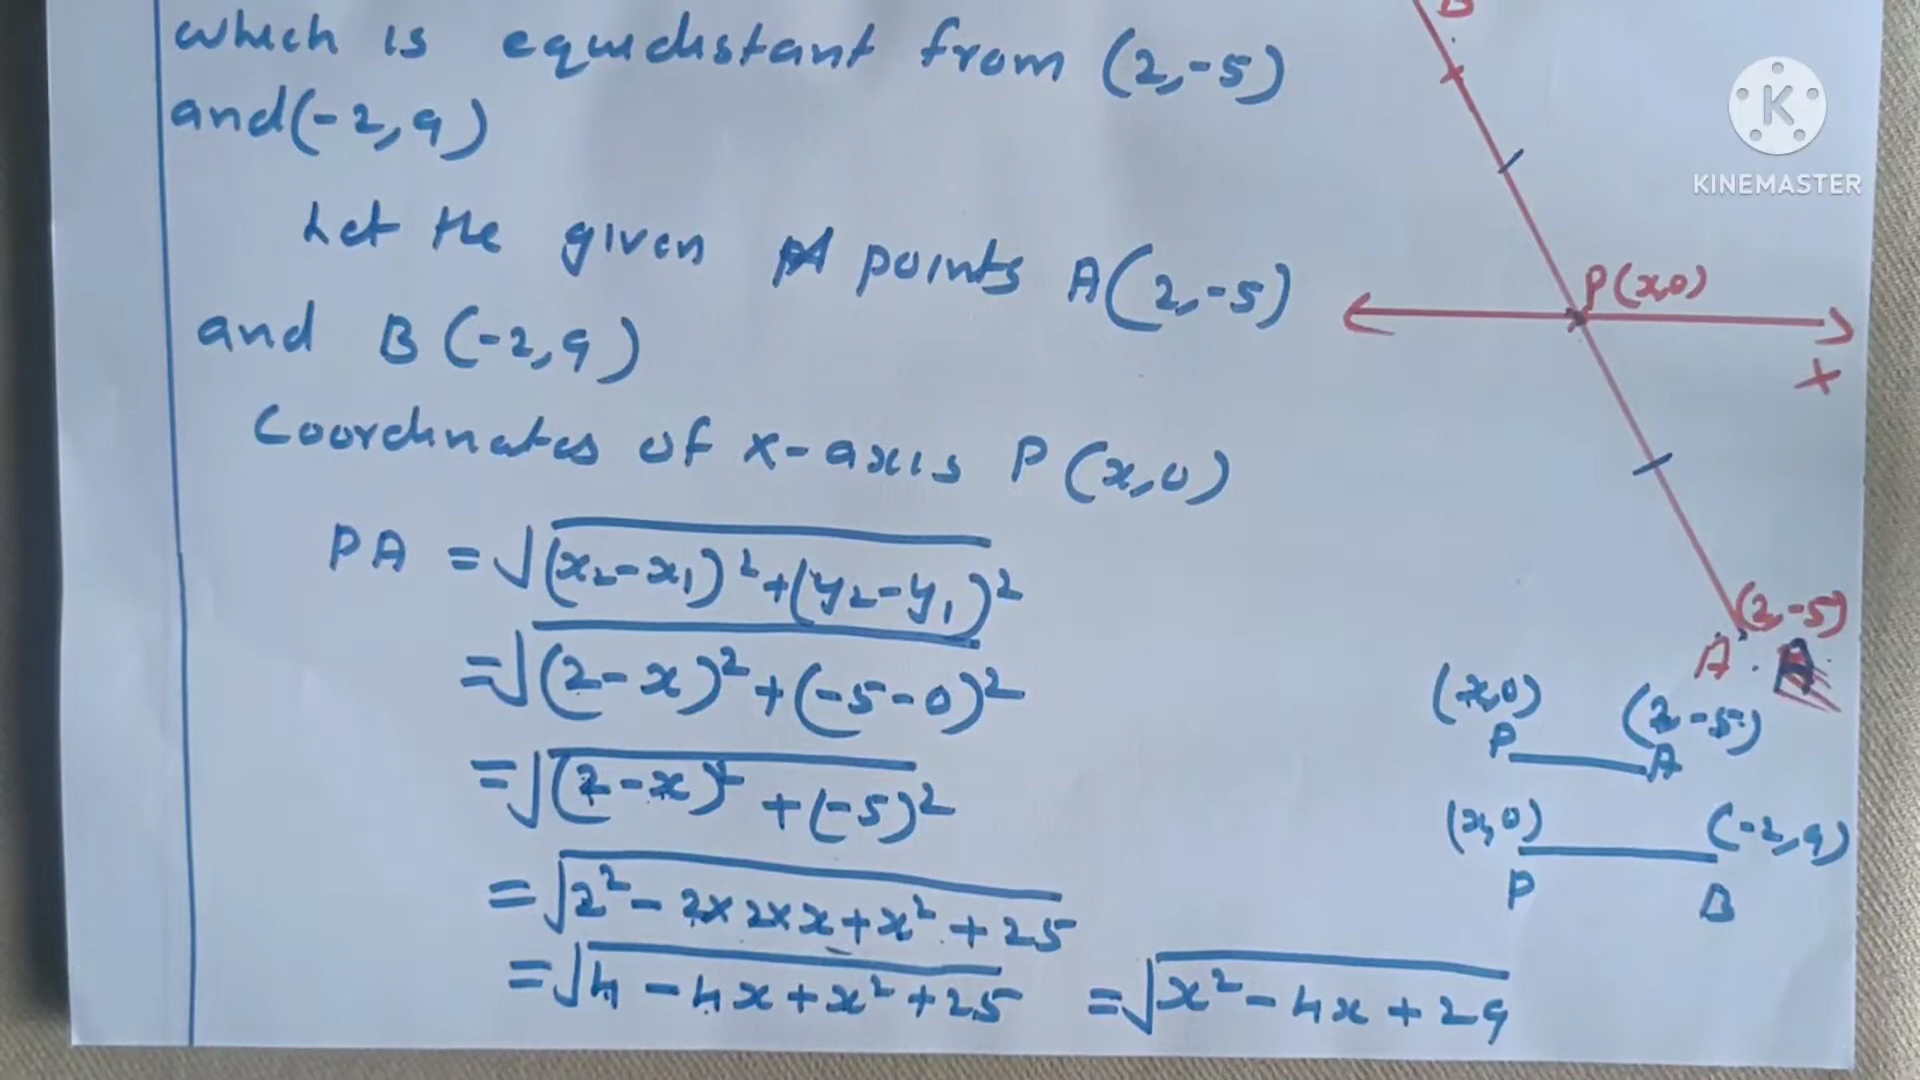 which is equidistant from (2,-5)
and (-2,9)
Let the given points A(2,-5)
and B(-2,9)
Coordinates of x-axis P(x,0)
PA = √(x₂-x₁)²+(y₂-y₁)²
= √(2-x)²+(-5-0)²
= √(2-x)²+(-5)²
= √2²-2×2×x+x²+25
= √4-4x+x²+25 = √x²-4x+29
B
P(x,0)
X
(2,-5)
A
(x,0) (2,-5)
P A
(x,0) (-2,9)
P B
K
KINEMASTER